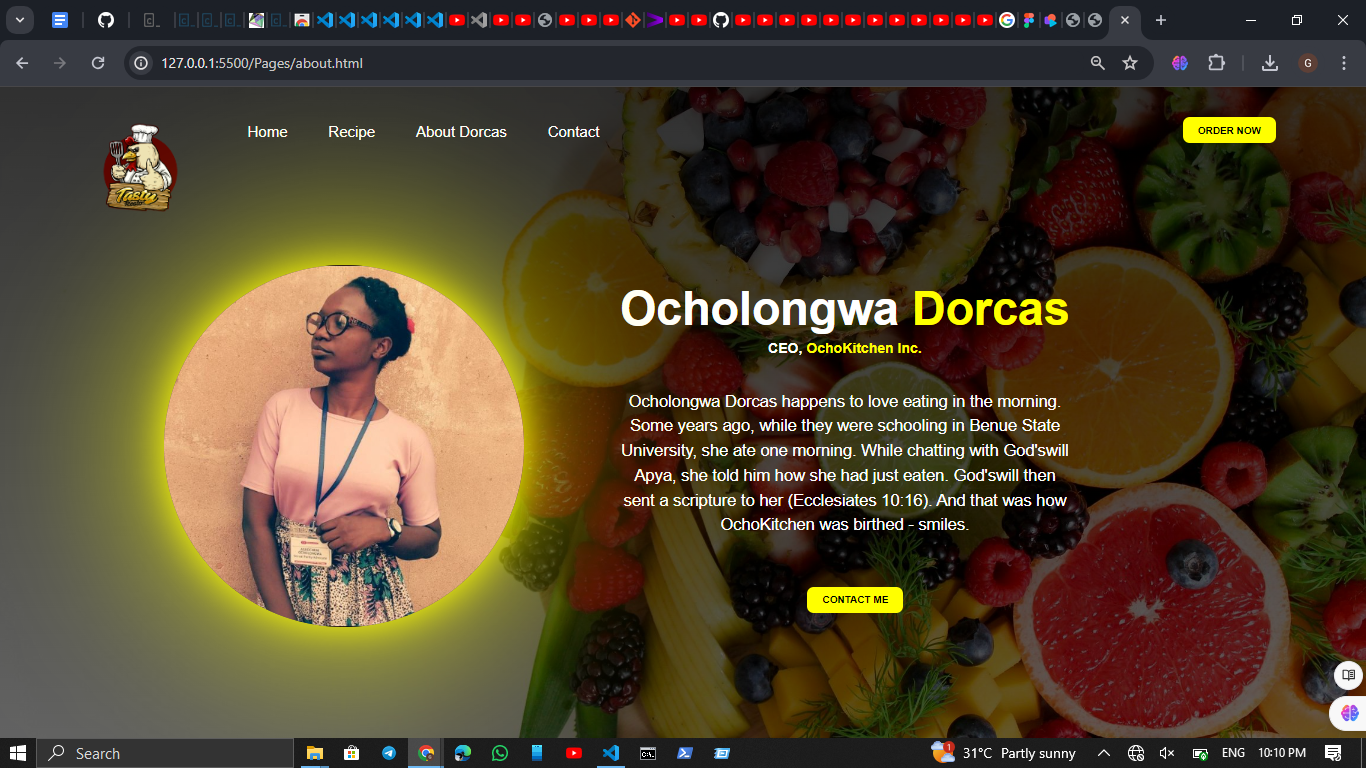 127.0.0.1:5500/Pages/about.html
G
Home Recipe About Dorcas Contact
ORDER NOW
Tasty
Ocholongwa Dorcas
CEO, OchoKitchen Inc.
Ocholongwa Dorcas happens to love eating in the morning.
Some years ago, while they were schooling in Benue State
University, she ate one morning. While chatting with God'swill
Apya, she told him how she had just eaten. God'swill then
sent a scripture to her (Ecclesiates 10:16). And that was how
OchoKitchen was birthed - smiles.
CONTACT ME
Search
1
31°C Partly sunny
ENG
10:10 PM